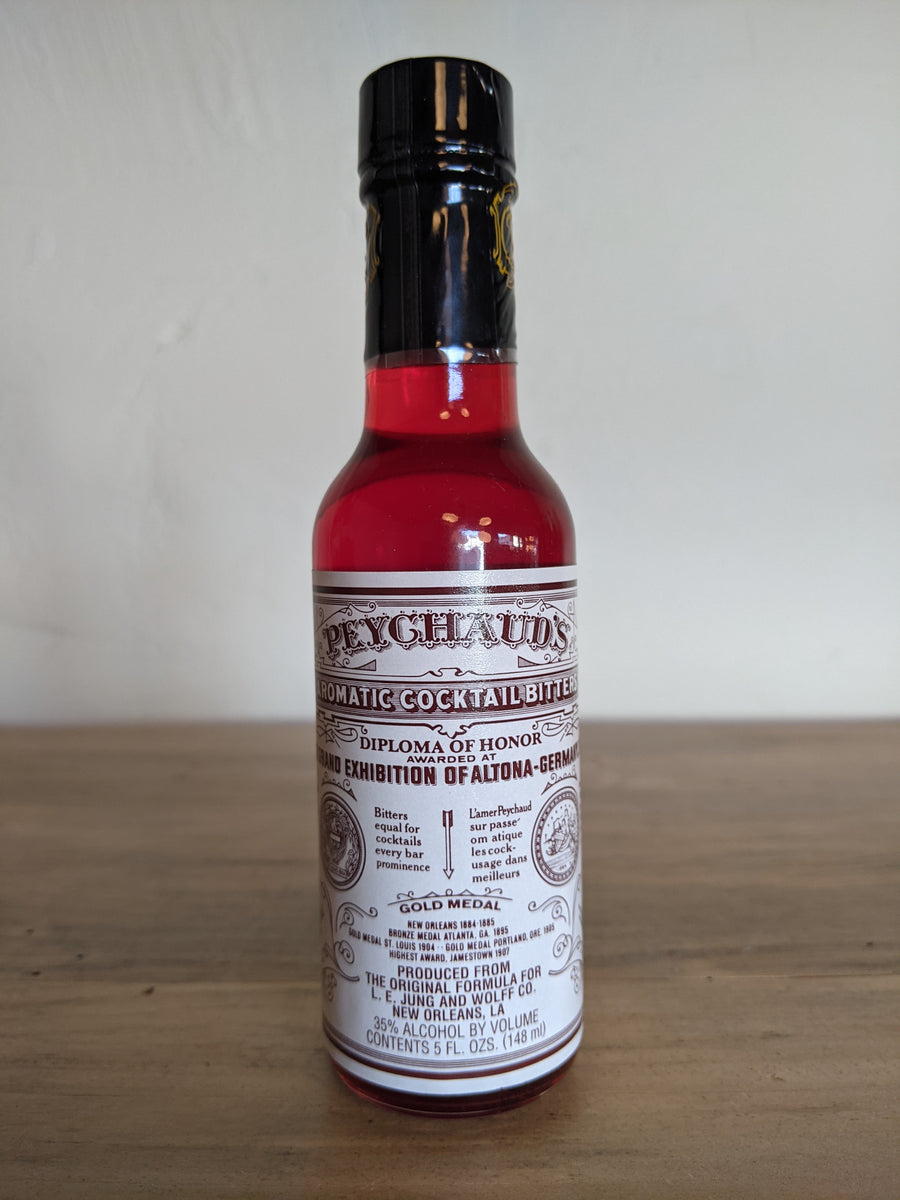 PEYCHAUD'S
AROMATIC COCKTAIL BITTERS
DIPLOMA OF HONOR
AWARDED AT
GRAND EXHIBITION OF ALTONA-GERMANY
Bitters
equal for
cocktails
every bar
prominence
L'amer Peychaud
sur passe
om atique
les cock-
usage dans
meilleurs
GOLD MEDAL
NEW ORLEANS 1884-1885
BRONZE MEDAL ATLANTA, GA. 1895
GOLD MEDAL ST. LOUIS 1904 -- GOLD MEDAL PORTLAND, ORE. 1905
HIGHEST AWARD, JAMESTOWN 1907
PRODUCED FROM
THE ORIGINAL FORMULA FOR
L. E. JUNG AND WOLFF CO.
NEW ORLEANS, LA
35% ALCOHOL BY VOLUME
CONTENTS 5 FL. OZS. (148 ml)